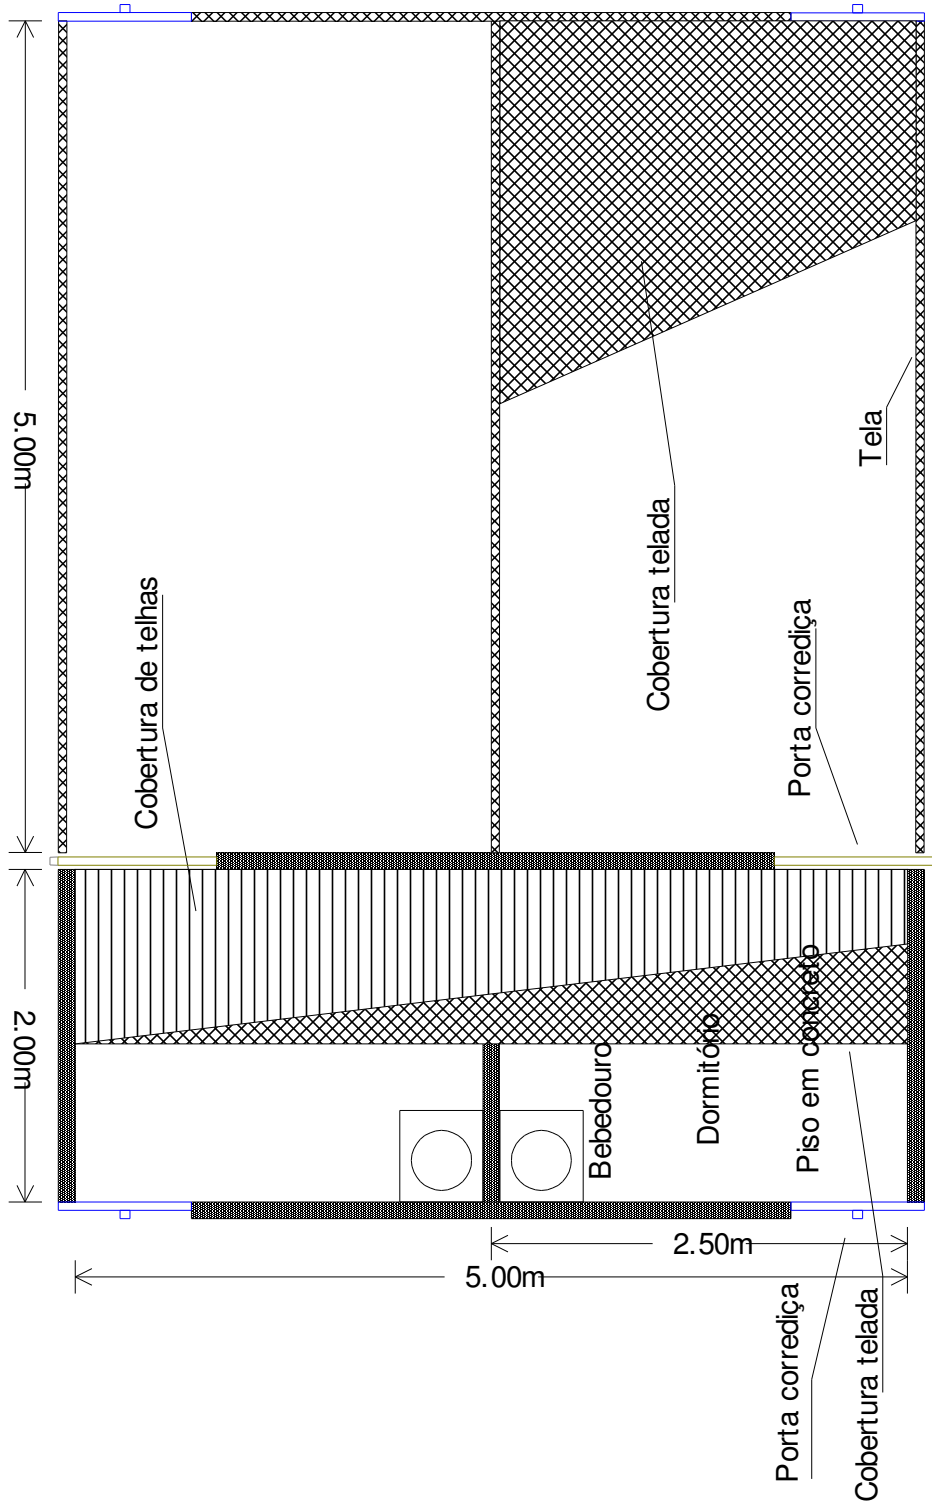 5.00m
Tela
Cobertura telada
Cobertura de telhas
Porta corrediça
2.00m
Bebedouro
Dormitório
Piso em concreto
2.50m
5.00m
Porta corrediça
Cobertura telada